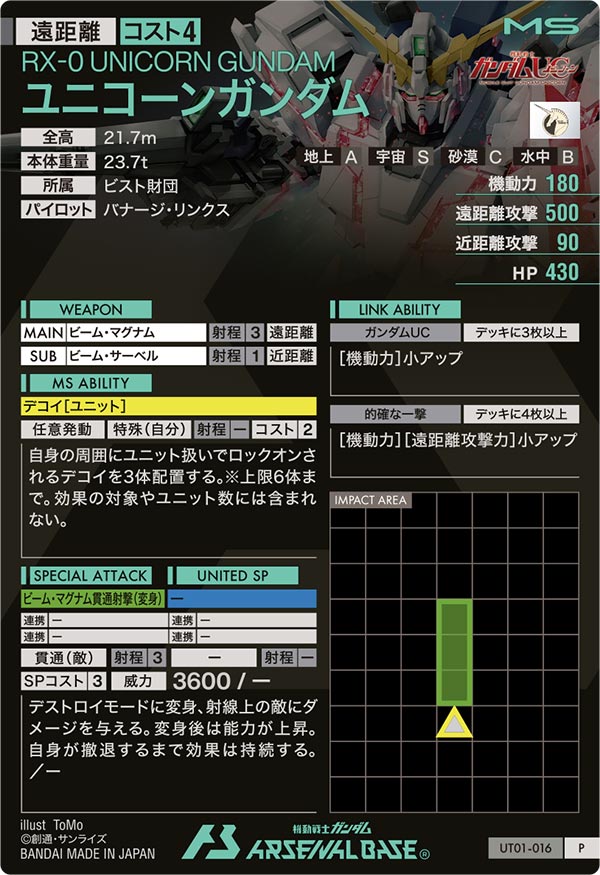 遠距離 コスト4 MS
RX-0 UNICORN GUNDAM
ユニコーンガンダム
機動戦士
ガンダムUC
全高 21.7m
本体重量 23.7t
所属 ビスト財団
パイロット バナージ・リンクス
地上 A 宇宙 S 砂漠 C 水中 B
機動力 180
遠距離攻撃 500
近距離攻撃 90
HP 430
WEAPON
MAIN ビーム・マグナム 射程 3 遠距離
SUB ビーム・サーベル 射程 1 近距離
MS ABILITY
デコイ[ユニット]
任意発動 特殊(自分) 射程 － コスト 2
自身の周囲にユニット扱いでロックオンさ
れるデコイを3体配置する。※上限6体ま
で。効果の対象やユニット数には含まれ
ない。
LINK ABILITY
ガンダムUC デッキに3枚以上
[機動力]小アップ
的確な一撃 デッキに4枚以上
[機動力][遠距離攻撃力]小アップ
IMPACT AREA
SPECIAL ATTACK UNITED SP
ビーム・マグナム貫通射撃(変身) －
連携 － 連携 －
連携 － 連携 －
貫通(敵) 射程 3 － 射程 －
SPコスト 3 威力 3600 / －
デストロイモードに変身、射線上の敵にダ
メージを与える。変身後は能力が上昇。
自身が撤退するまで効果は持続する。
／－
illust ToMo
©創通・サンライズ
BANDAI MADE IN JAPAN
機動戦士ガンダム
AB ARSENAL BASE ®
UT01-016 P